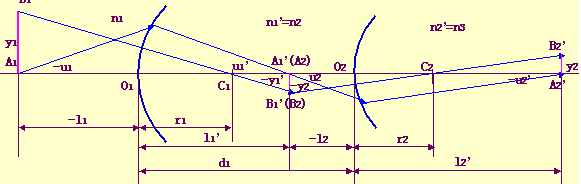 B1
n1
n1'=n2
n2'=n3
B2'
y1
A1
-u1
u1'
A1'(A2)
u2
O2
C2
y2'
O1
C1
-y1'
y2
-u2'
A2'
B1'(B2)
-l1
r1
l1'
-l2
r2
d1
l2'